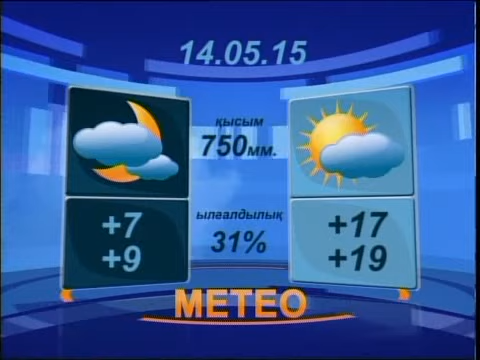 14.05.15
қысым
750мм.
+7
+9
ылғалдылық
31%
+17
+19
МЕТЕО